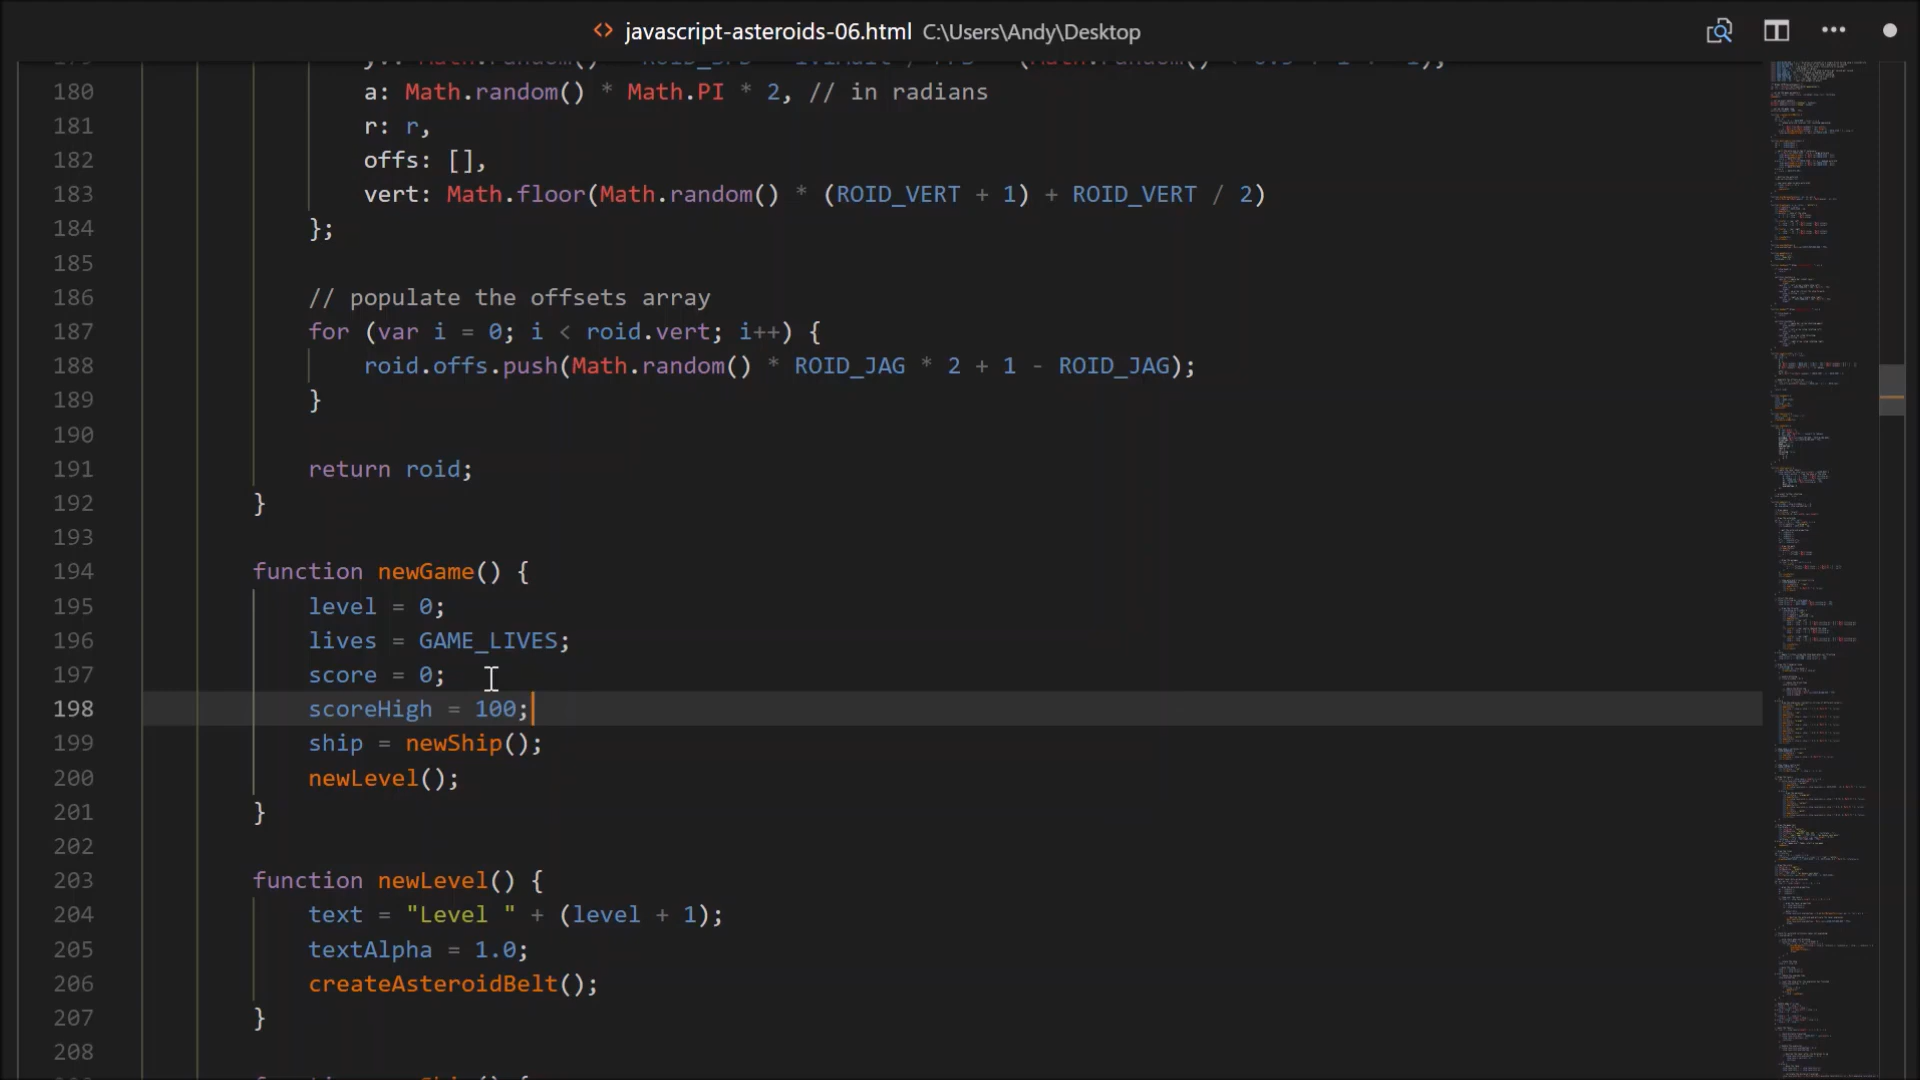 javascript-asteroids-06.html C:\Users\Andy\Desktop
180 a: Math.random() * Math.PI * 2, // in radians
181 r: r,
182 offs: [],
183 vert: Math.floor(Math.random() * (ROID_VERT + 1) + ROID_VERT / 2)
184 };
185
186 // populate the offsets array
187 for (var i = 0; i < roid.vert; i++) {
188 roid.offs.push(Math.random() * ROID_JAG * 2 + 1 - ROID_JAG);
189 }
190
191 return roid;
192 }
193
194 function newGame() {
195 level = 0;
196 lives = GAME_LIVES;
197 score = 0;
198 scoreHigh = 100;
199 ship = newShip();
200 newLevel();
201 }
202
203 function newLevel() {
204 text = "Level " + (level + 1);
205 textAlpha = 1.0;
206 createAsteroidBelt();
207 }
208